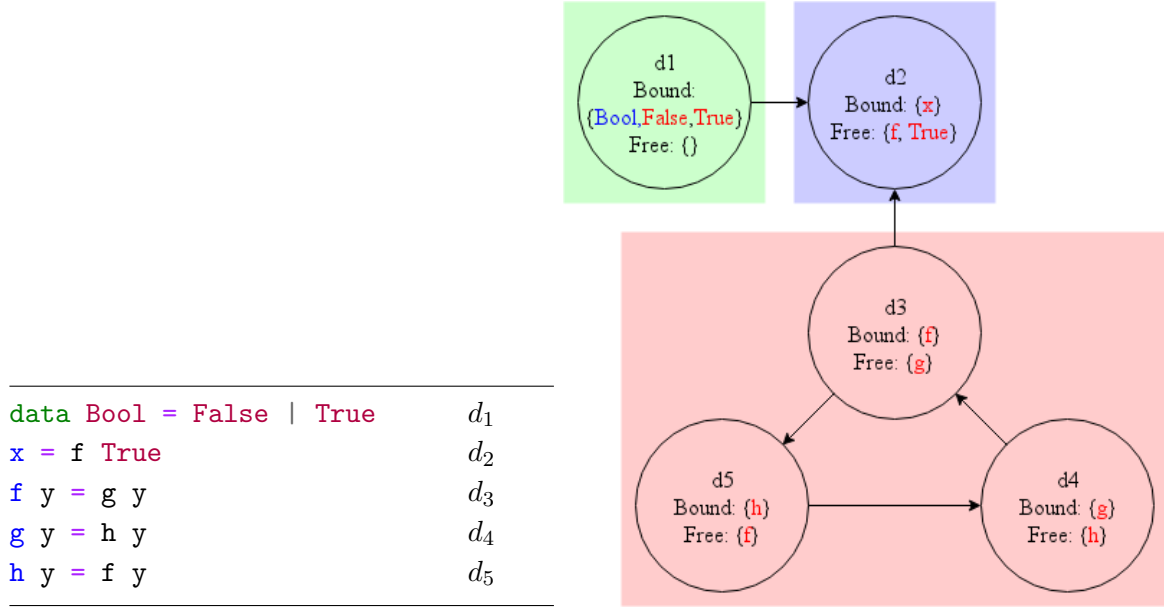 d1
Bound:
{Bool,False,True}
Free: {}
d2
Bound: {x}
Free: {f, True}
d3
Bound: {f}
Free: {g}
d5
Bound: {h}
Free: {f}
d4
Bound: {g}
Free: {h}
data Bool = False | True d₁
x = f True d₂
f y = g y d₃
g y = h y d₄
h y = f y d₅